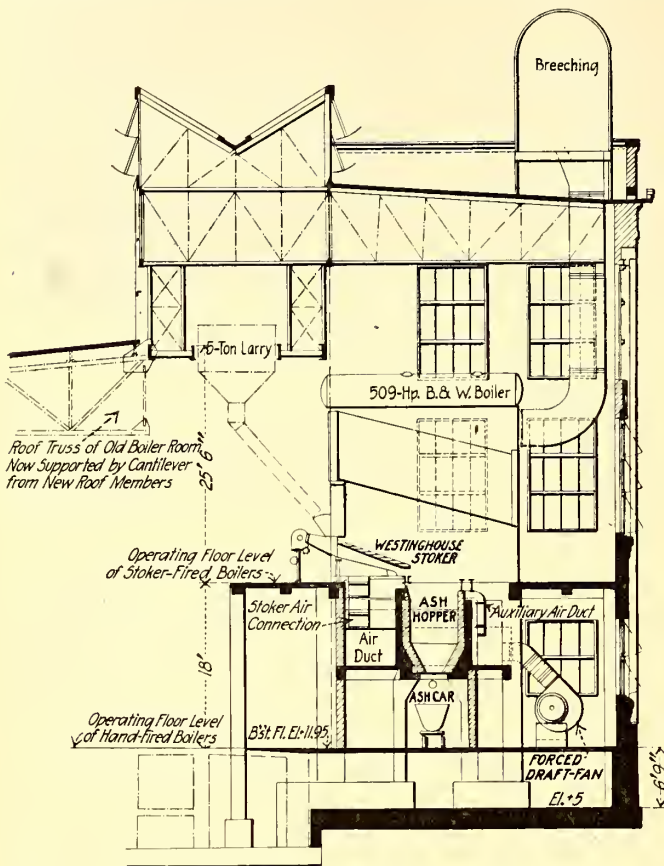 Breeching
5-Ton Larry
509-Hp. B.& W. Boiler
Roof Truss of Old Boiler Room
Now Supported by Cantilever
from New Roof Members
25' 6"
WESTINGHOUSE
STOKER
Operating Floor Level
of Stoker-Fired Boilers
Stoker Air
Connection
ASH
HOPPER
Auxiliary Air Duct
Air
Duct
18"
ASH CAR
Operating Floor Level
of Hand-fired Boilers
B's't. Fl. El.+11.95
FORCED-
DRAFT-FAN
El.+5
6'9"